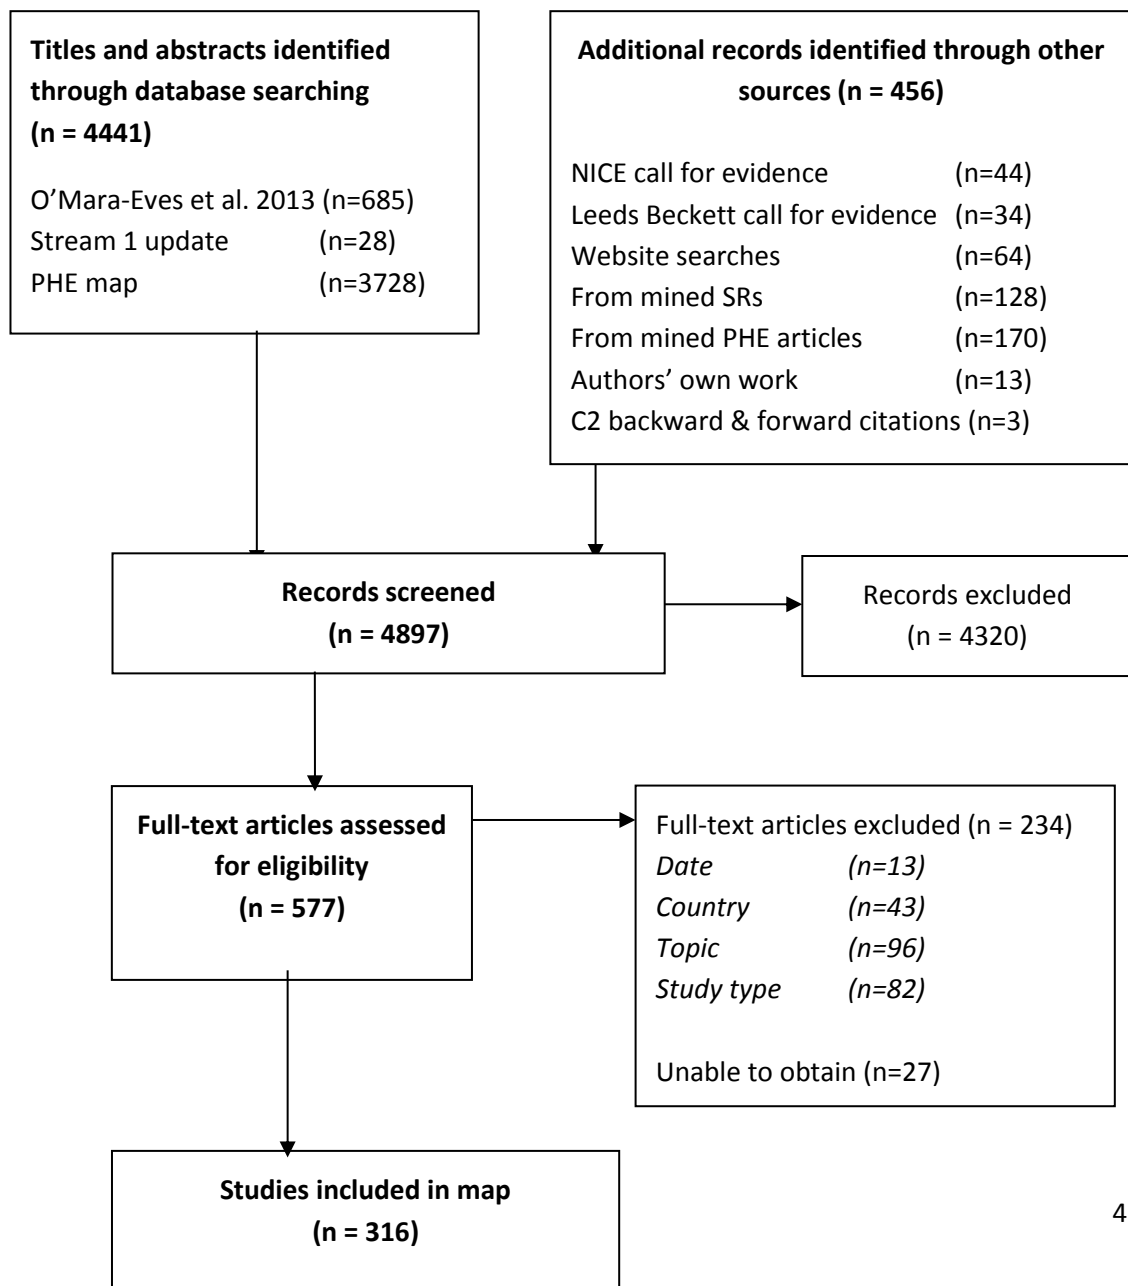 Titles and abstracts identified
through database searching
(n = 4441)
O’Mara-Eves et al. 2013 (n=685)
Stream 1 update (n=28)
PHE map (n=3728)
Additional records identified through other
sources (n = 456)
NICE call for evidence (n=44)
Leeds Beckett call for evidence (n=34)
Website searches (n=64)
From mined SRs (n=128)
From mined PHE articles (n=170)
Authors’ own work (n=13)
C2 backward & forward citations (n=3)
Records screened
(n = 4897)
Records excluded
(n = 4320)
Full-text articles assessed
for eligibility
(n = 577)
Full-text articles excluded (n = 234)
Date (n=13)
Country (n=43)
Topic (n=96)
Study type (n=82)
Unable to obtain (n=27)
Studies included in map
(n = 316)
4